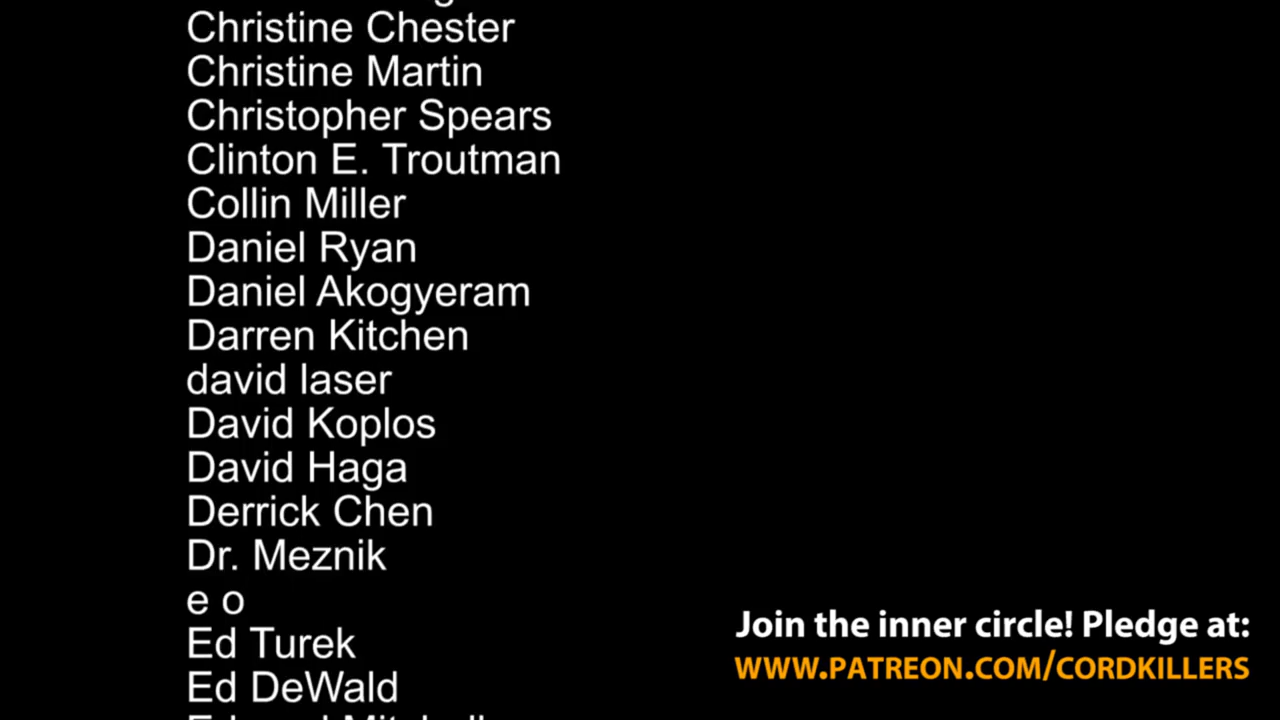 Christine Chester
Christine Martin
Christopher Spears
Clinton E. Troutman
Collin Miller
Daniel Ryan
Daniel Akogyeram
Darren Kitchen
david laser
David Koplos
David Haga
Derrick Chen
Dr. Meznik
e o
Ed Turek
Ed DeWald
Join the inner circle! Pledge at:
WWW.PATREON.COM/CORDKILLERS